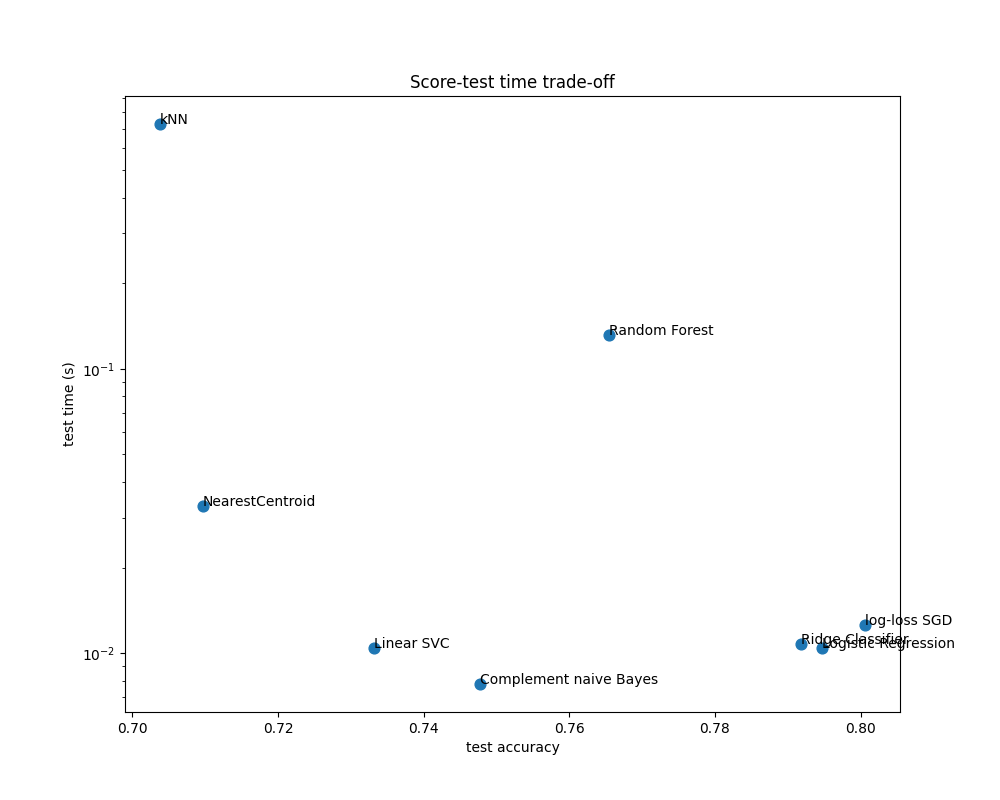 Score-test time trade-off
kNN
Random Forest
10⁻¹
test time (s)
NearestCentroid
log-loss SGD
Ridge Classifier
Logistic Regression
Linear SVC
10⁻²
Complement naive Bayes
0.70 0.72 0.74 0.76 0.78 0.80
test accuracy